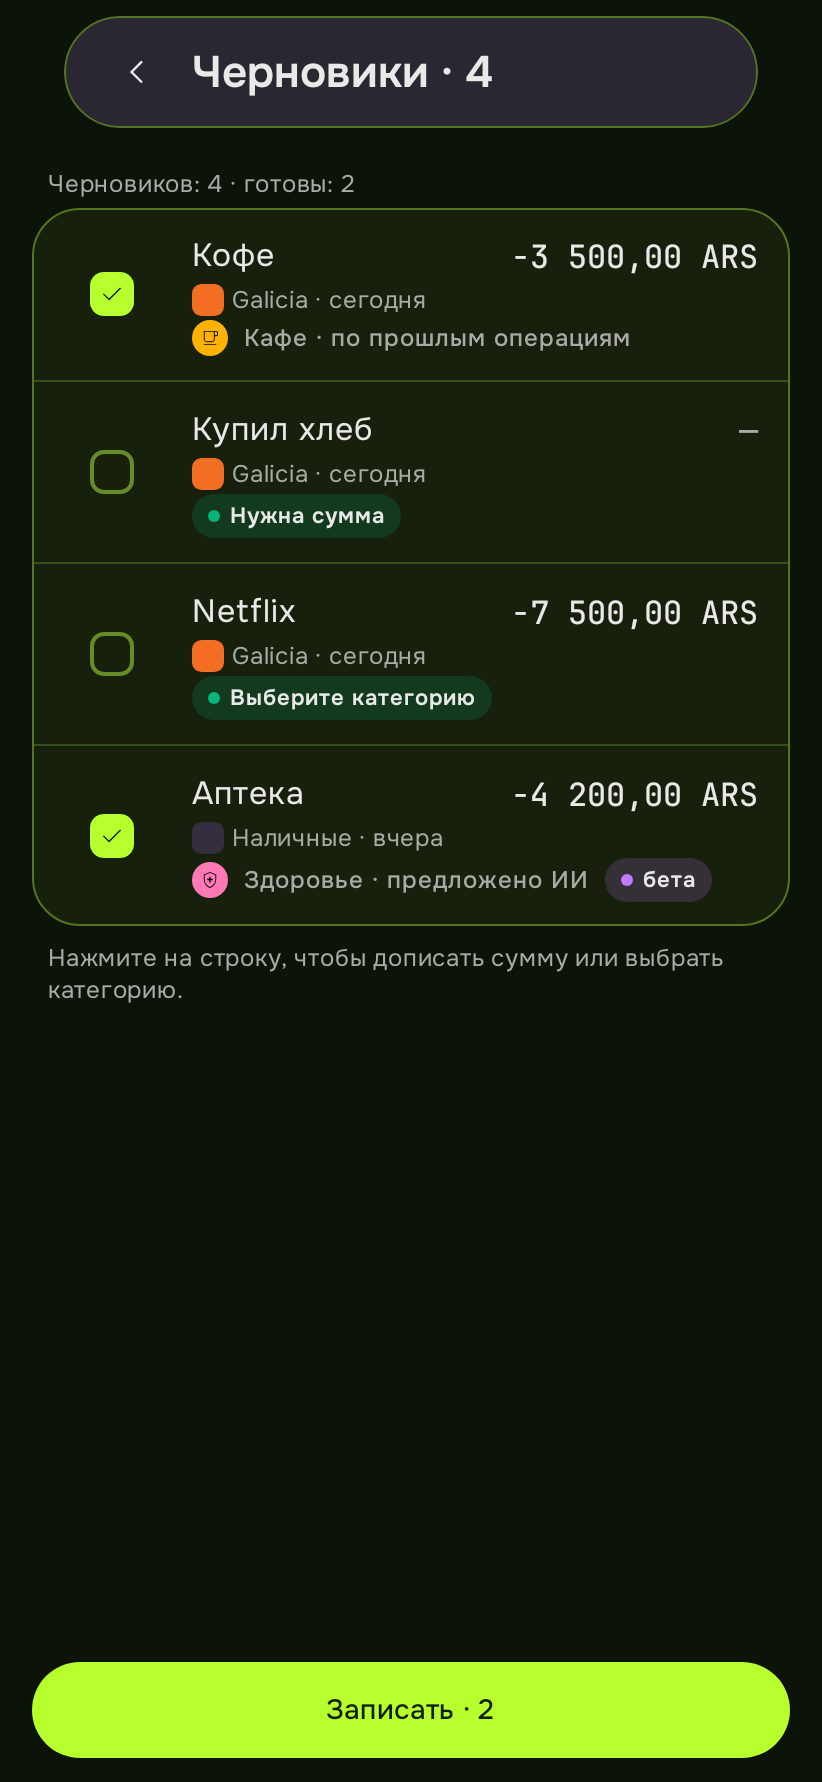 Черновики · 4
Черновиков: 4 · готовы: 2
Кофе
-3 500,00 ARS
Galicia · сегодня
Кафе · по прошлым операциям
Купил хлеб
—
Galicia · сегодня
Нужна сумма
Netflix
-7 500,00 ARS
Galicia · сегодня
Выберите категорию
Аптека
-4 200,00 ARS
Наличные · вчера
Здоровье · предложено ИИ
бета
Нажмите на строку, чтобы дописать сумму или выбрать
категорию.
Записать · 2